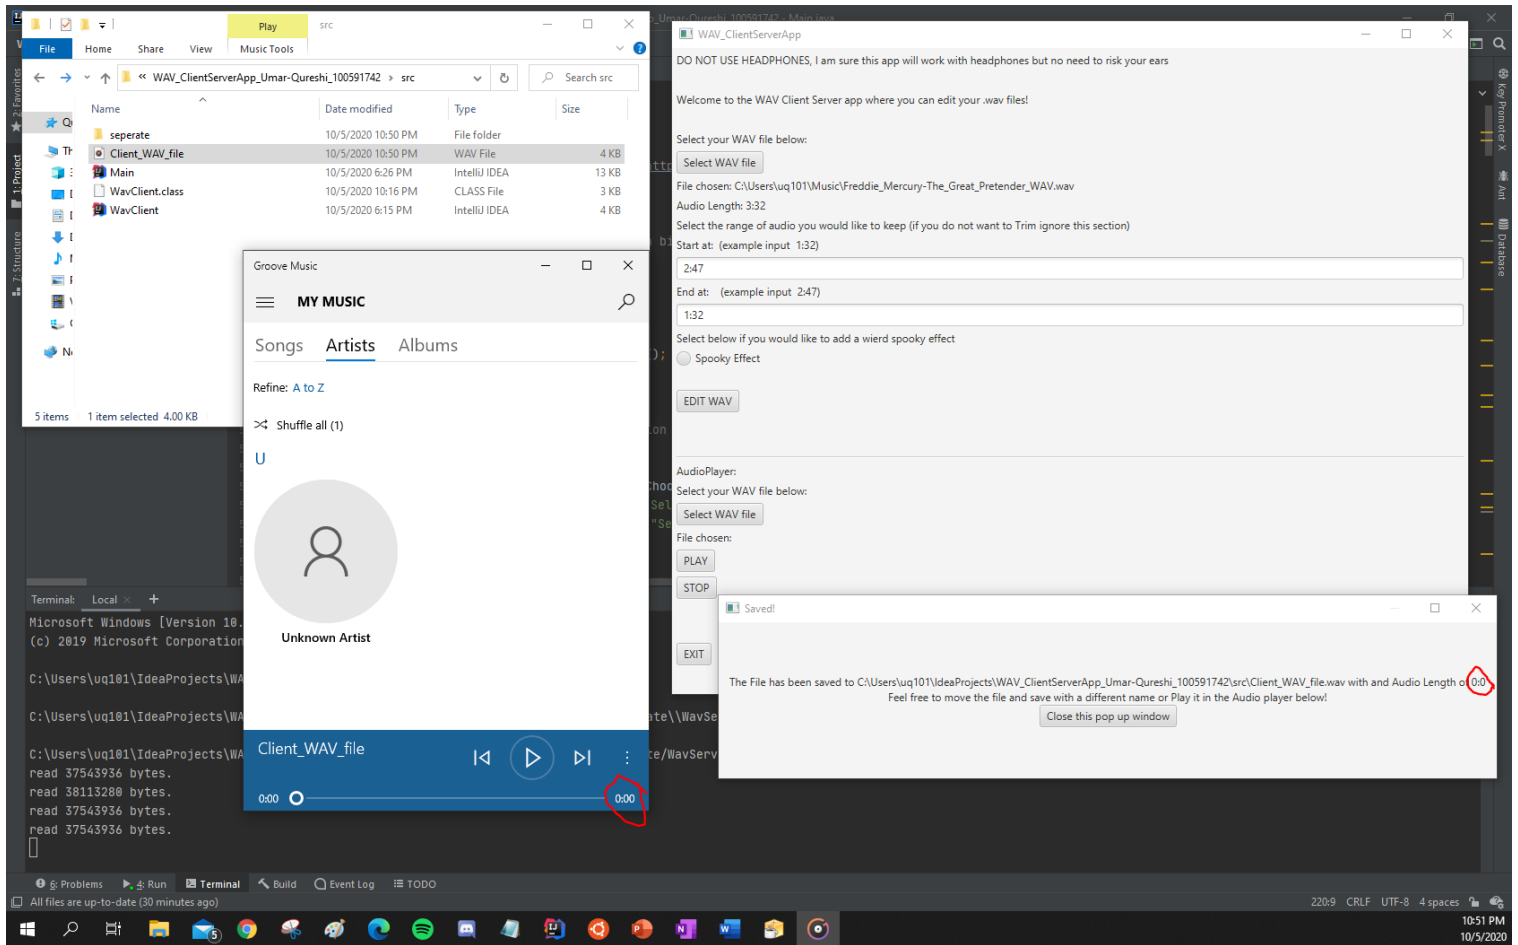 Play
src
File
Home
Share
View
Music Tools
« WAV_ClientServerApp_Umar-Qureshi_100591742 › src
Search src
Name
Date modified
Type
Size
seperate
10/5/2020 10:50 PM
File folder
Client_WAV_file
10/5/2020 10:50 PM
WAV File
4 KB
Main
10/5/2020 6:26 PM
IntelliJ IDEA
13 KB
WavClient.class
10/5/2020 10:16 PM
CLASS File
3 KB
WavClient
10/5/2020 6:15 PM
IntelliJ IDEA
4 KB
5 items
1 item selected 4.00 KB
Groove Music
MY MUSIC
Songs
Artists
Albums
Refine: A to Z
Shuffle all (1)
U
Unknown Artist
Client_WAV_file
0:00
0:00
WAV_ClientServerApp
DO NOT USE HEADPHONES, I am sure this app will work with headphones but no need to risk your ears
Welcome to the WAV Client Server app where you can edit your .wav files!
Select your WAV file below:
Select WAV file
File chosen: C:\Users\uq101\Music\Freddie_Mercury-The_Great_Pretender_WAV.wav
Audio Length: 3:32
Select the range of audio you would like to keep (if you do not want to Trim ignore this section)
Start at: (example input 1:32)
2:47
End at: (example input 2:47)
1:32
Select below if you would like to add a wierd spooky effect
Spooky Effect
EDIT WAV
AudioPlayer:
Select your WAV file below:
Select WAV file
File chosen:
PLAY
STOP
EXIT
Saved!
The File has been saved to C:\Users\uq101\IdeaProjects\WAV_ClientServerApp_Umar-Qureshi_100591742\src\Client_WAV_file.wav with and Audio Length of 0:0
Feel free to move the file and save with a different name or Play it in the Audio player below!
Close this pop up window
2: Favorites
1: Project
7: Structure
Key Promoter X
Ant
Database
Terminal:
Local
Microsoft Windows [Version 10.
(c) 2019 Microsoft Corporation
C:\Users\uq101\IdeaProjects\WA
C:\Users\uq101\IdeaProjects\WA
C:\Users\uq101\IdeaProjects\WA
read 37543936 bytes.
read 38113280 bytes.
read 37543936 bytes.
read 37543936 bytes.
6: Problems
4: Run
Terminal
Build
Event Log
TODO
All files are up-to-date (30 minutes ago)
220:9
CRLF
UTF-8
4 spaces
10:51 PM
10/5/2020